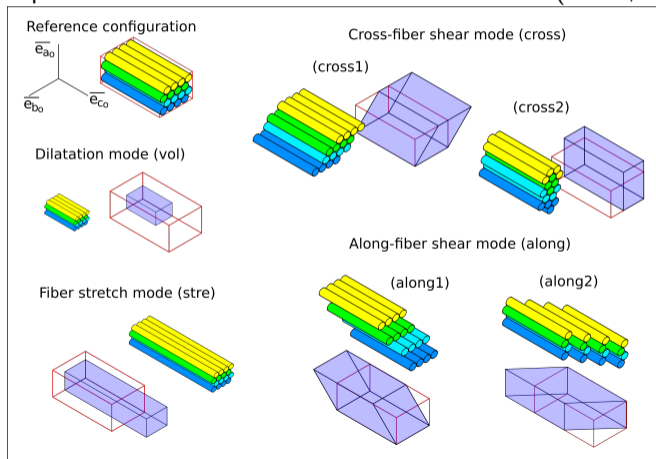 Reference configuration
e_ao
e_bo
e_co
Dilatation mode (vol)
Fiber stretch mode (stre)
Cross-fiber shear mode (cross)
(cross1)
(cross2)
Along-fiber shear mode (along)
(along1)
(along2)